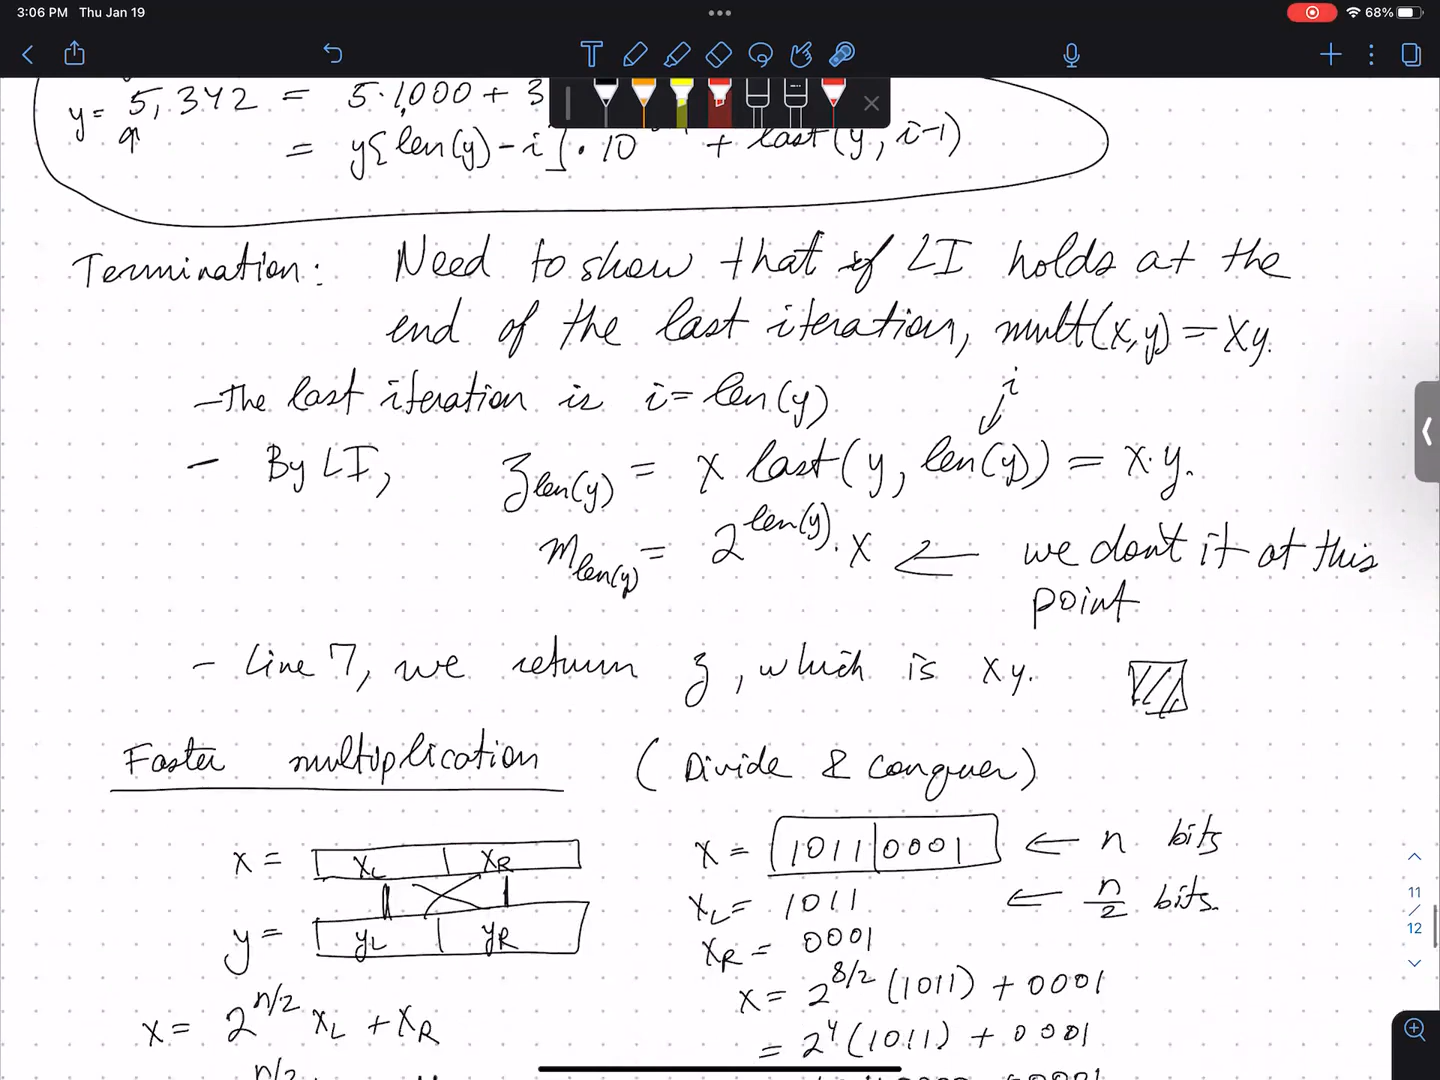 3:06 PM Thu Jan 19
68%
y = 5,342 = 5·1,000 + 3
= y[len(y) - i]·10 + last(y, i-1)
Termination: Need to show that if LI holds at the
end of the last iteration, mult(x,y) = xy.
- The last iteration is i = len(y)
i
- By LI, z_len(y) = x last(y, len(y)) = x·y.
m_len(y) = 2^len(y) · x ← we don't it at this
point
- Line 7, we return z, which is xy.
Faster multiplication (Divide & conquer)
x = x_L x_R
y = y_L y_R
x = 2^n/2 x_L + x_R
n/2
x = 1011|0001 ← n bits
x_L = 1011 ← n/2 bits.
x_R = 0001
x = 2^8/2 (1011) + 0001
= 2^4 (1011) + 0001
11
/
12